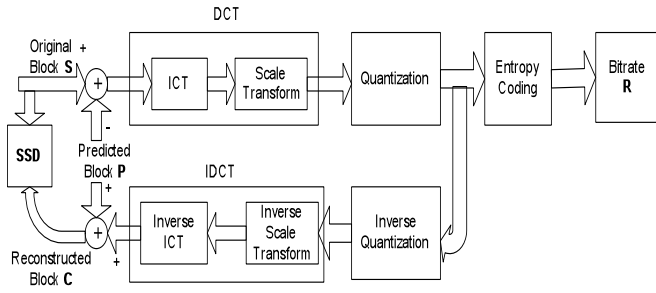 DCT
Original +
Block S
+
ICT
Scale
Transform
Quantization
Entropy
Coding
Bitrate
R
-
SSD
Predicted
Block P
+
IDCT
Inverse
ICT
Inverse
Scale
Transform
Inverse
Quantization
+
+
Reconstructed
Block C